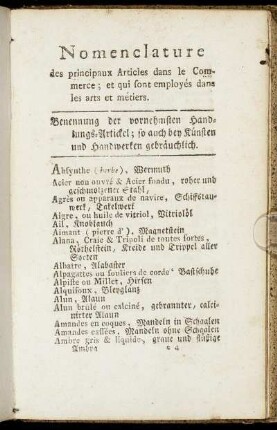 Nomenclature
des principaux Articles dans le Com-
merce; et qui sont employés dans
les arts et métiers.
Benennung der vornehmsten Hand-
lungs-Artickel; so auch bey Künsten
und Handwerken gebräuchlich.
Absynthe (herbe), Wermuth
Acier non ouvré & Acier fondu, roher und
geschmolzener Stahl,
Agrès ou apparaux de navire, Schiffstau-
werk, Takelwerk
Aigre, ou huile de vitriol, Vitriolöl
Ail, Knoblauch
Aimant (pierre d'), Magnetstein
Alana, Craie & Tripoli de toutes sortes,
Röthelstein, Kreide und Trippel aller
Sorten
Albatre, Alabaster
Alpagattes ou souliers de corde Bastschuhe
Alpiste ou Millet, Hirsen
Alquifoux, Bleyglanz
Alun, Alaun
Alun brulé ou calciné, gebrannter, calci-
nirter Alaun
Amandes en coques, Mandeln in Schaalen
Amandes cassées, Mandeln ohne Schaalen
Ambre gris & liquide, graue und flüßige
Ambra